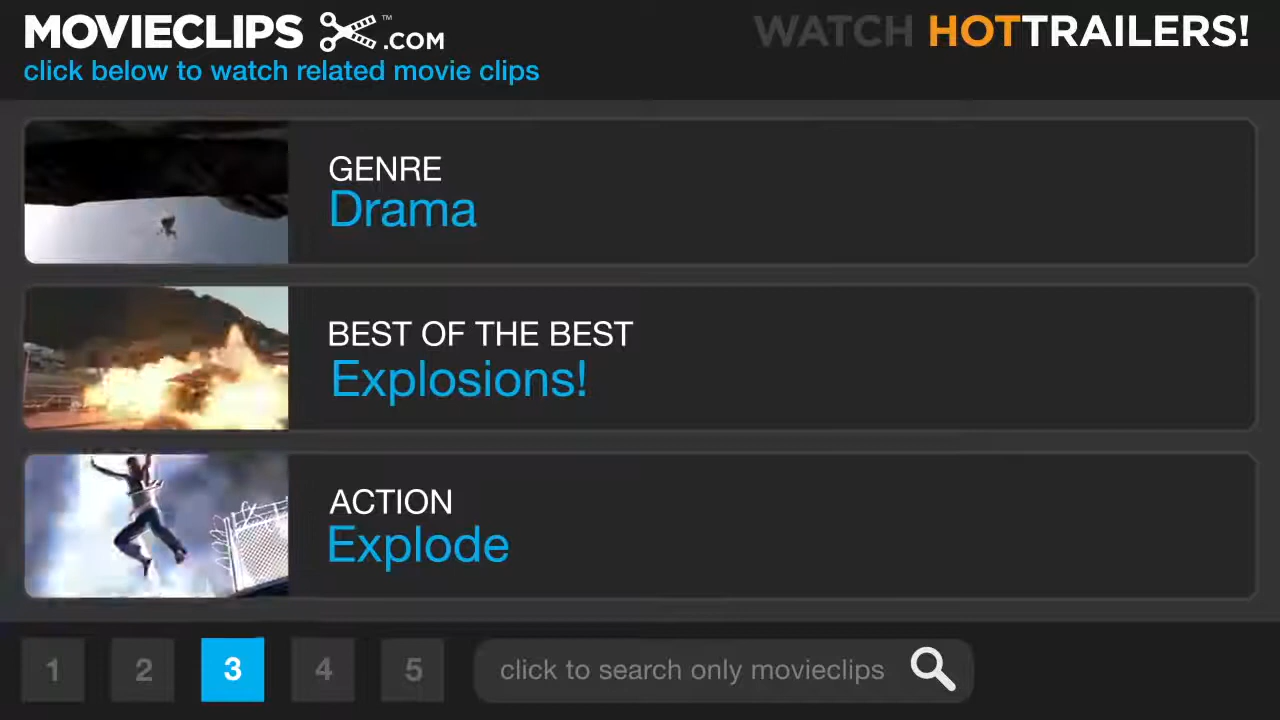 MOVIECLIPS ™ .COM
WATCH HOTTRAILERS!
click below to watch related movie clips
GENRE
Drama
BEST OF THE BEST
Explosions!
ACTION
Explode
1 2 3 4 5
click to search only movieclips